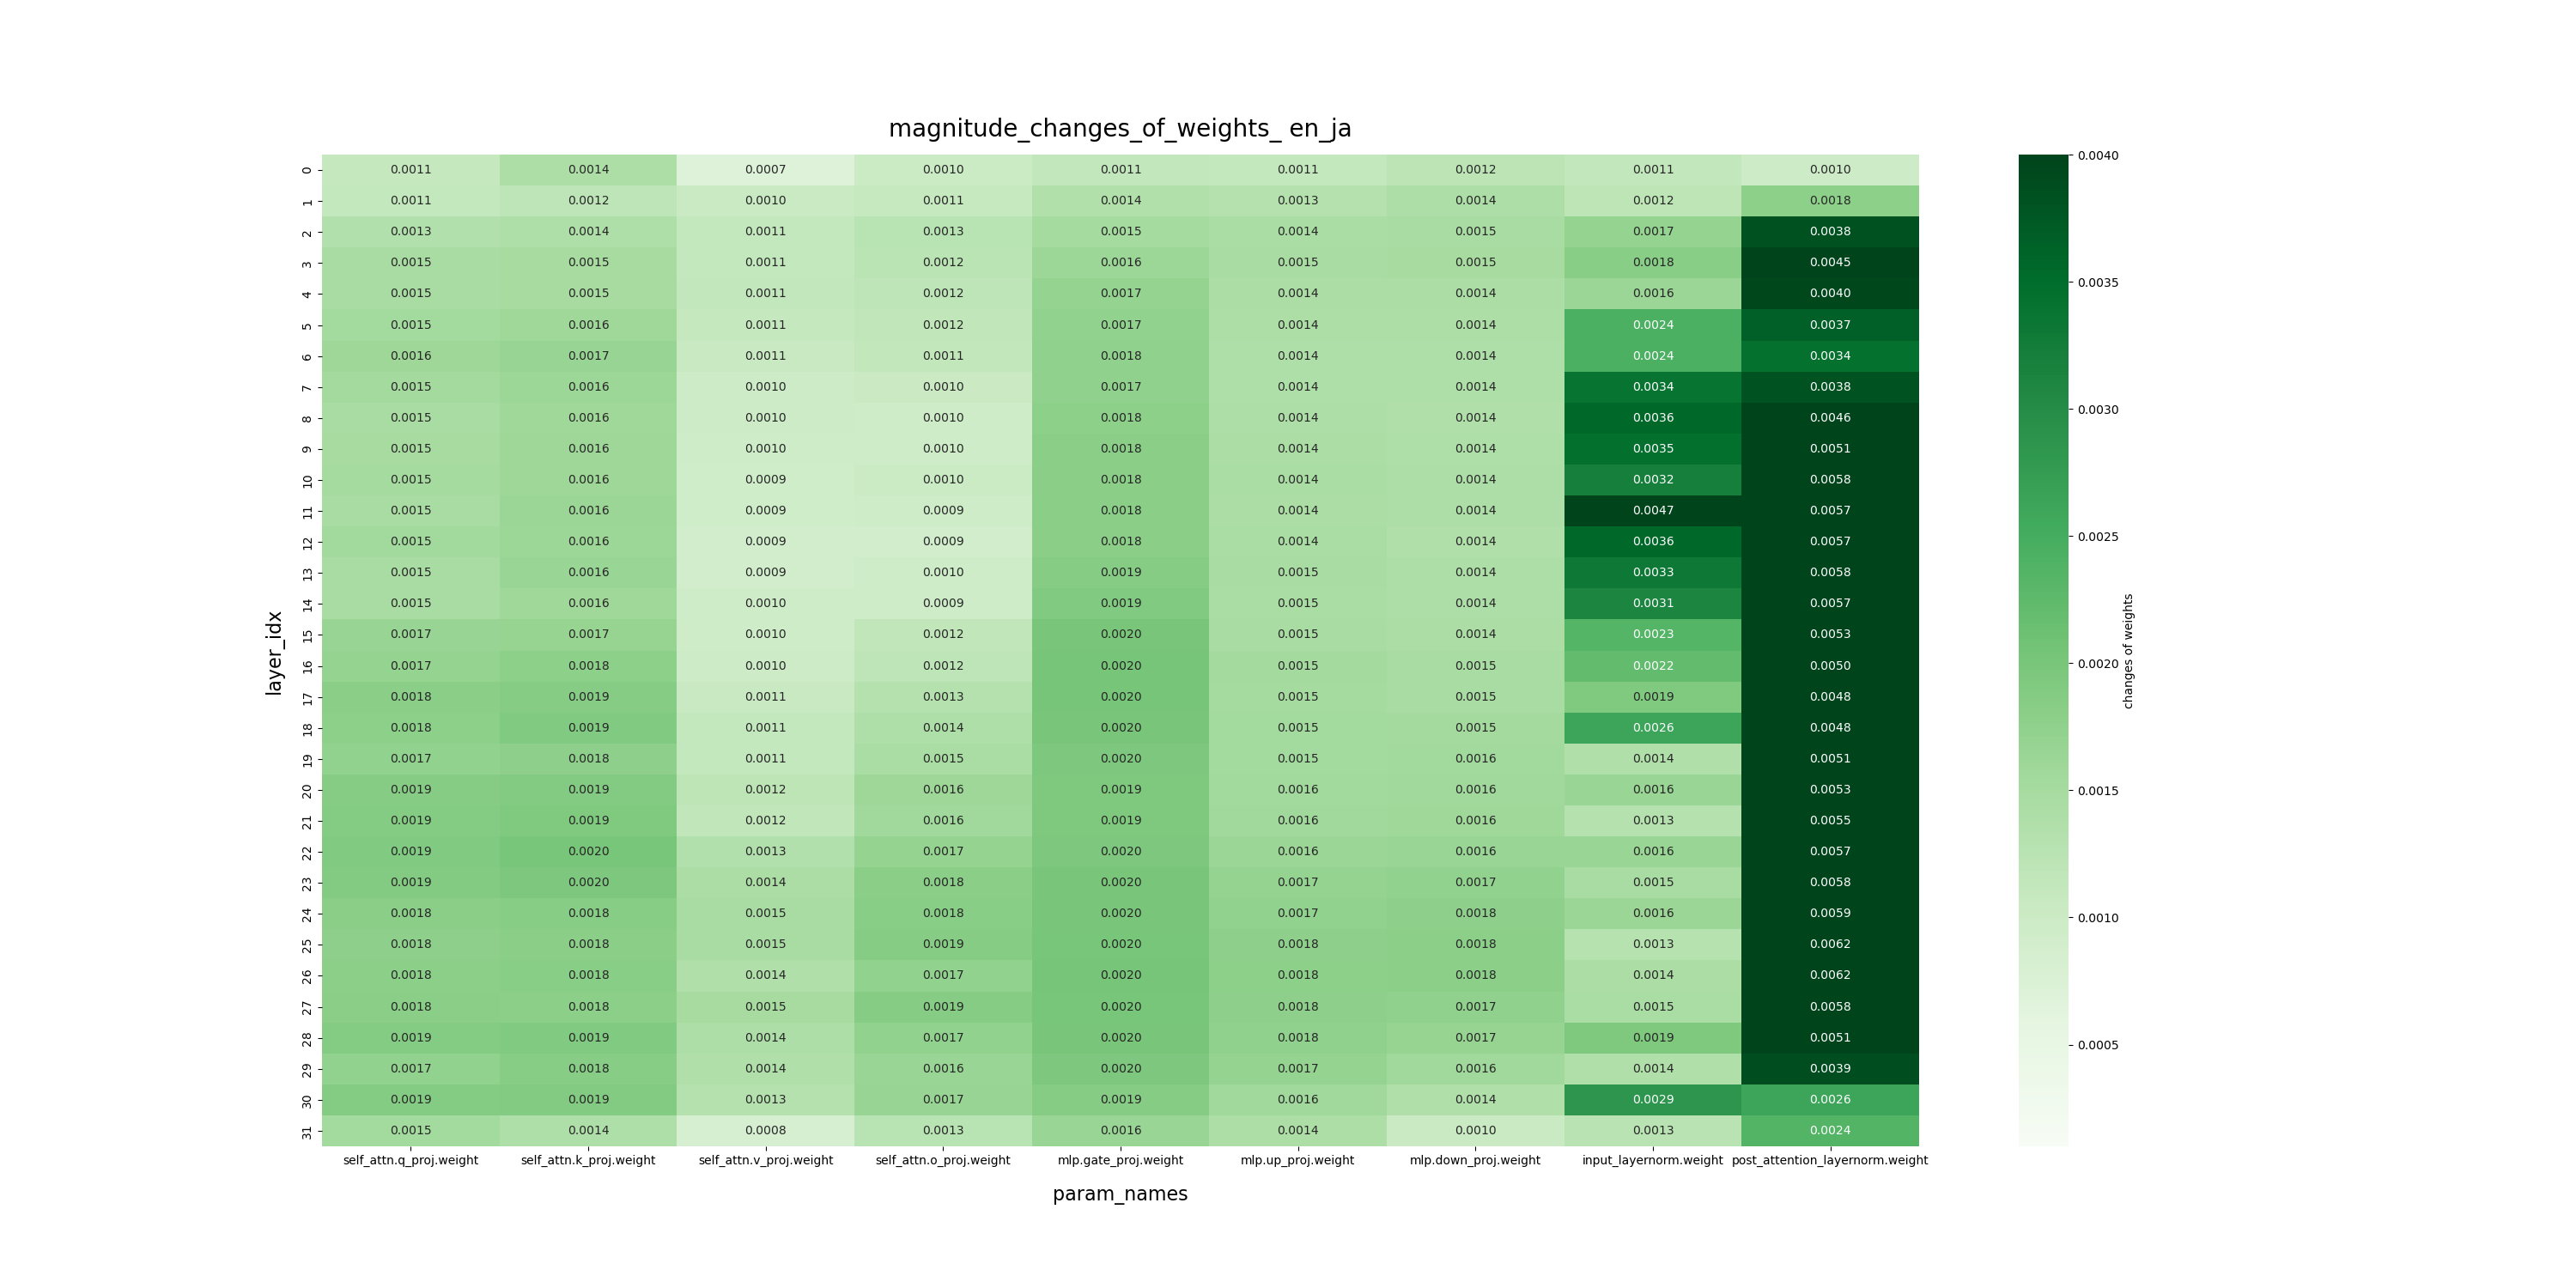 magnitude_changes_of_weights_ en_ja
0 0.0011 0.0014 0.0007 0.0010 0.0011 0.0011 0.0012 0.0011 0.0010
1 0.0011 0.0012 0.0010 0.0011 0.0014 0.0013 0.0014 0.0012 0.0018
2 0.0013 0.0014 0.0011 0.0013 0.0015 0.0014 0.0015 0.0017 0.0038
3 0.0015 0.0015 0.0011 0.0012 0.0016 0.0015 0.0015 0.0018 0.0045
4 0.0015 0.0015 0.0011 0.0012 0.0017 0.0014 0.0014 0.0016 0.0040
5 0.0015 0.0016 0.0011 0.0012 0.0017 0.0014 0.0014 0.0024 0.0037
6 0.0016 0.0017 0.0011 0.0011 0.0018 0.0014 0.0014 0.0024 0.0034
7 0.0015 0.0016 0.0010 0.0010 0.0017 0.0014 0.0014 0.0034 0.0038
8 0.0015 0.0016 0.0010 0.0010 0.0018 0.0014 0.0014 0.0036 0.0046
9 0.0015 0.0016 0.0010 0.0010 0.0018 0.0014 0.0014 0.0035 0.0051
10 0.0015 0.0016 0.0009 0.0010 0.0018 0.0014 0.0014 0.0032 0.0058
11 0.0015 0.0016 0.0009 0.0009 0.0018 0.0014 0.0014 0.0047 0.0057
12 0.0015 0.0016 0.0009 0.0009 0.0018 0.0014 0.0014 0.0036 0.0057
13 0.0015 0.0016 0.0009 0.0010 0.0019 0.0015 0.0014 0.0033 0.0058
14 0.0015 0.0016 0.0010 0.0009 0.0019 0.0015 0.0014 0.0031 0.0057
15 0.0017 0.0017 0.0010 0.0012 0.0020 0.0015 0.0014 0.0023 0.0053
16 0.0017 0.0018 0.0010 0.0012 0.0020 0.0015 0.0015 0.0022 0.0050
17 0.0018 0.0019 0.0011 0.0013 0.0020 0.0015 0.0015 0.0019 0.0048
18 0.0018 0.0019 0.0011 0.0014 0.0020 0.0015 0.0015 0.0026 0.0048
19 0.0017 0.0018 0.0011 0.0015 0.0020 0.0015 0.0016 0.0014 0.0051
20 0.0019 0.0019 0.0012 0.0016 0.0019 0.0016 0.0016 0.0016 0.0053
21 0.0019 0.0019 0.0012 0.0016 0.0019 0.0016 0.0016 0.0013 0.0055
22 0.0019 0.0020 0.0013 0.0017 0.0020 0.0016 0.0016 0.0016 0.0057
23 0.0019 0.0020 0.0014 0.0018 0.0020 0.0017 0.0017 0.0015 0.0058
24 0.0018 0.0018 0.0015 0.0018 0.0020 0.0017 0.0018 0.0016 0.0059
25 0.0018 0.0018 0.0015 0.0019 0.0020 0.0018 0.0018 0.0013 0.0062
26 0.0018 0.0018 0.0014 0.0017 0.0020 0.0018 0.0018 0.0014 0.0062
27 0.0018 0.0018 0.0015 0.0019 0.0020 0.0018 0.0017 0.0015 0.0058
28 0.0019 0.0019 0.0014 0.0017 0.0020 0.0018 0.0017 0.0019 0.0051
29 0.0017 0.0018 0.0014 0.0016 0.0020 0.0017 0.0016 0.0014 0.0039
30 0.0019 0.0019 0.0013 0.0017 0.0019 0.0016 0.0014 0.0029 0.0026
31 0.0015 0.0014 0.0008 0.0013 0.0016 0.0014 0.0010 0.0013 0.0024
layer_idx
self_attn.q_proj.weight self_attn.k_proj.weight self_attn.v_proj.weight self_attn.o_proj.weight mlp.gate_proj.weight mlp.up_proj.weight mlp.down_proj.weight input_layernorm.weight post_attention_layernorm.weight
param_names
0.0040
0.0035
0.0030
0.0025
0.0020
0.0015
0.0010
0.0005
changes of weights